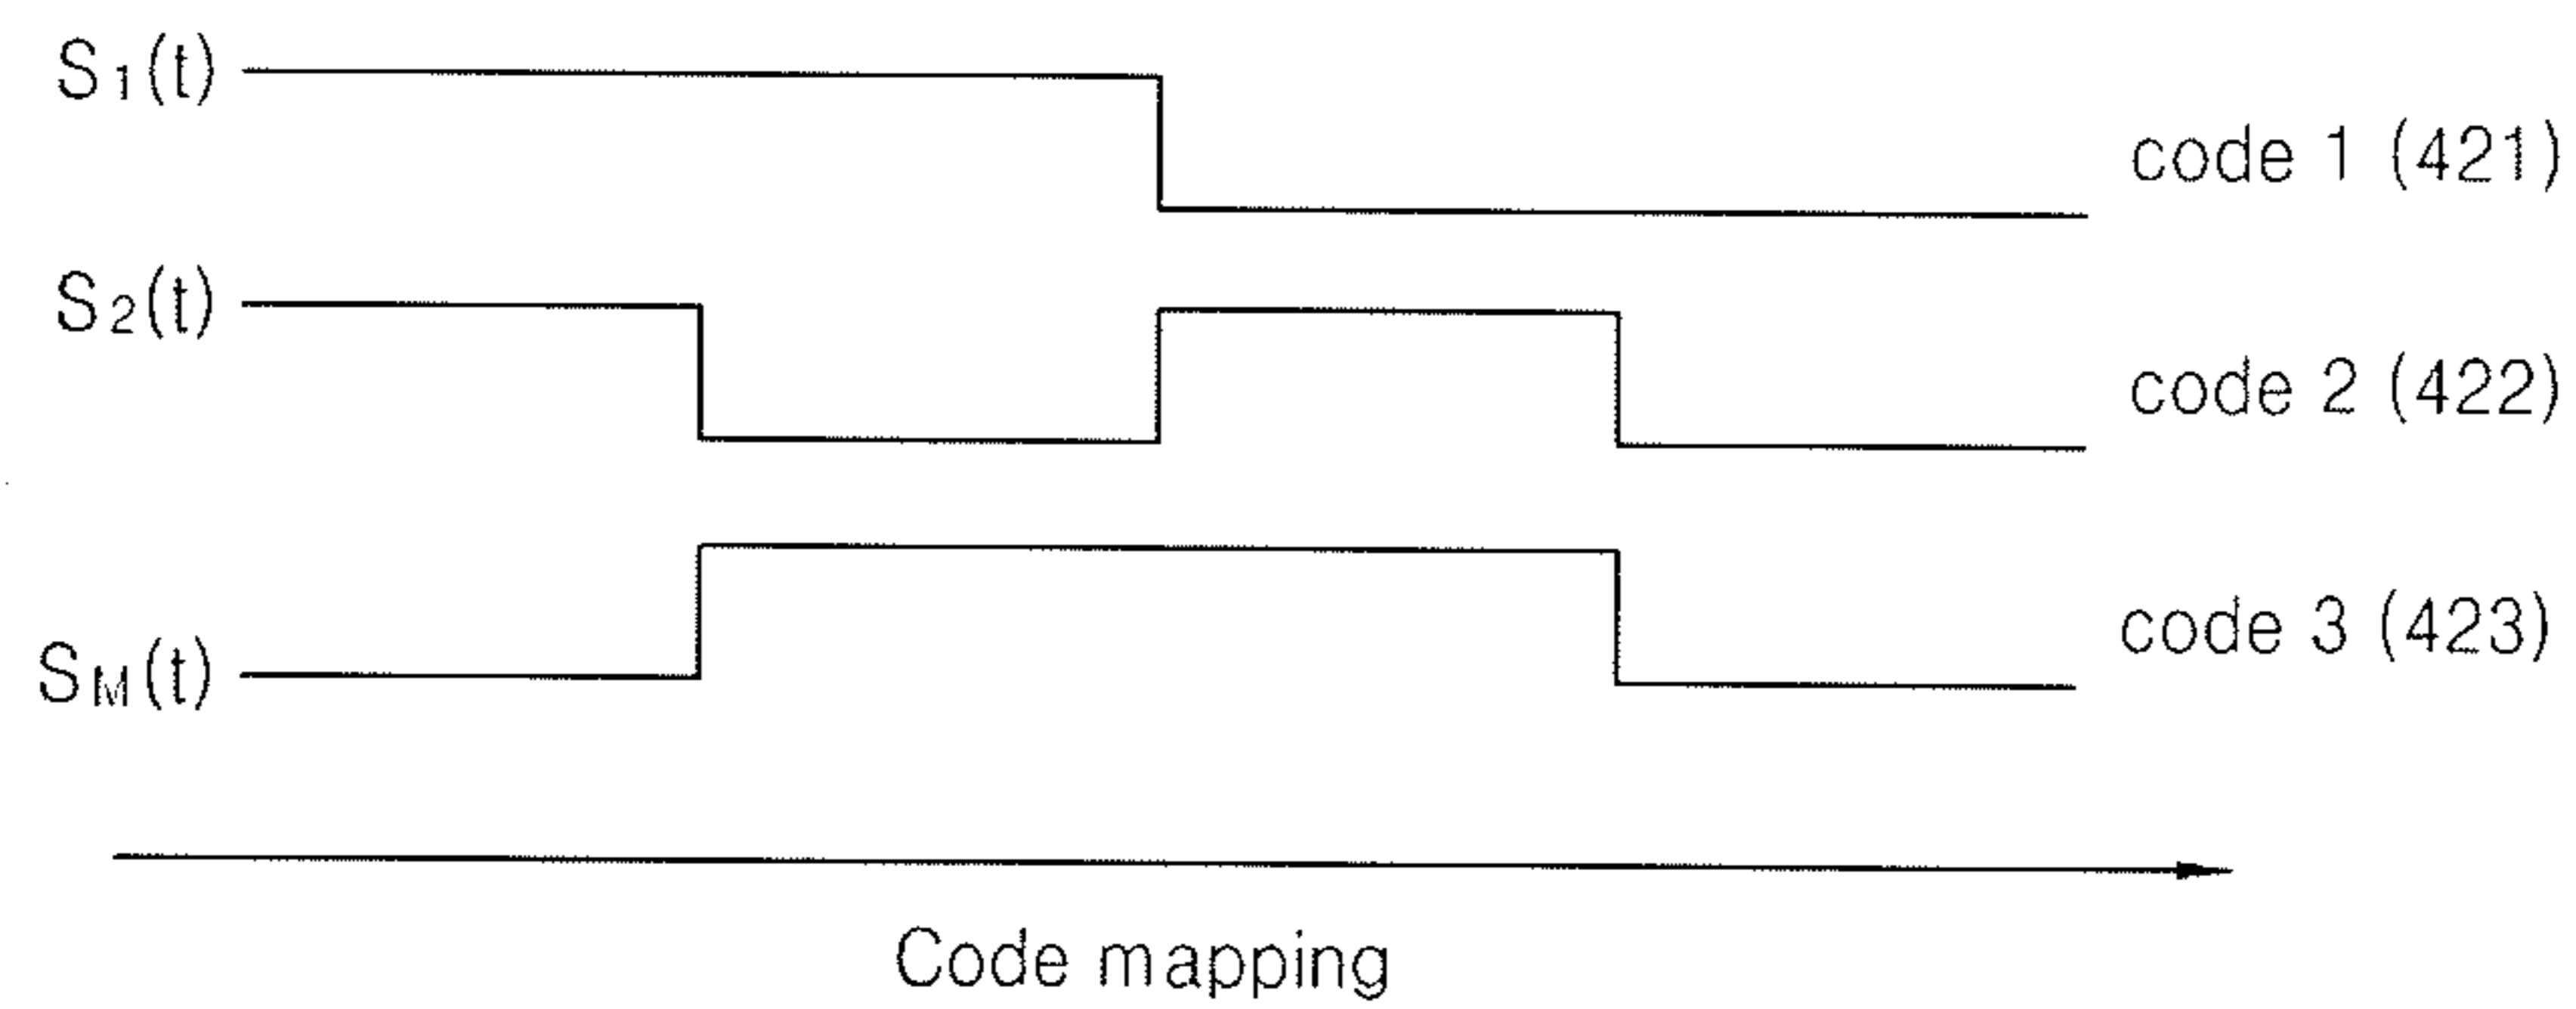 S1(t)
code 1 (421)
S2(t)
code 2 (422)
SM(t)
code 3 (423)
Code mapping